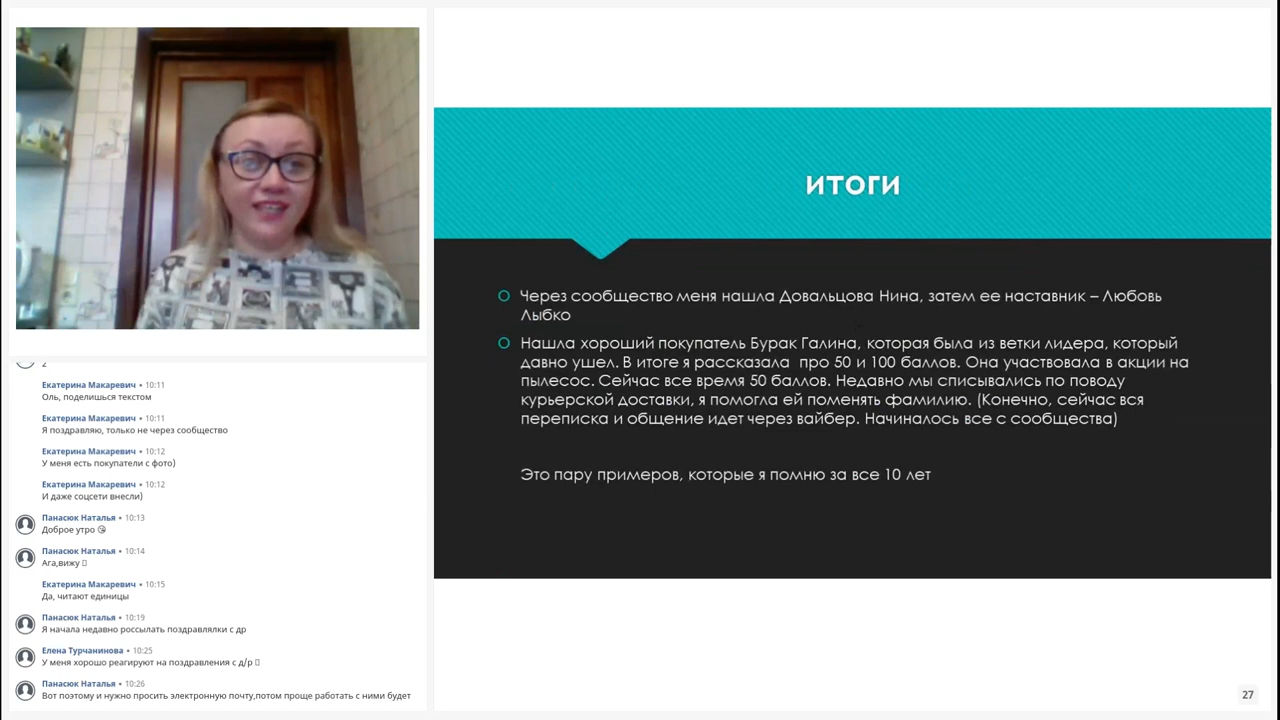 2
Екатерина Макаревич • 10:11
Оль, поделишься текстом
Екатерина Макаревич • 10:11
Я поздравляю, только не через сообщество
Екатерина Макаревич • 10:12
У меня есть покупатели с фото)
Екатерина Макаревич • 10:12
И даже соцсети внесли)
Панасюк Наталья • 10:13
Доброе утро 😘
Панасюк Наталья • 10:14
Ага,вижу
Екатерина Макаревич • 10:15
Да, читают единицы
Панасюк Наталья • 10:19
Я начала недавно россылать поздравлялки с др
Елена Турчанинова • 10:25
У меня хорошо реагируют на поздравления с д/р
Панасюк Наталья • 10:26
Вот поэтому и нужно просить электронную почту,потом проще работать с ними будет
итоги
Через сообщество меня нашла Довальцова Нина, затем ее наставник – Любовь
Лыбко
Нашла хороший покупатель Бурак Галина, которая была из ветки лидера, который
давно ушел. В итоге я рассказала про 50 и 100 баллов. Она участвовала в акции на
пылесос. Сейчас все время 50 баллов. Недавно мы списывались по поводу
курьерской доставки, я помогла ей поменять фамилию. (Конечно, сейчас вся
переписка и общение идет через вайбер. Начиналось все с сообщества)
Это пару примеров, которые я помню за все 10 лет
27